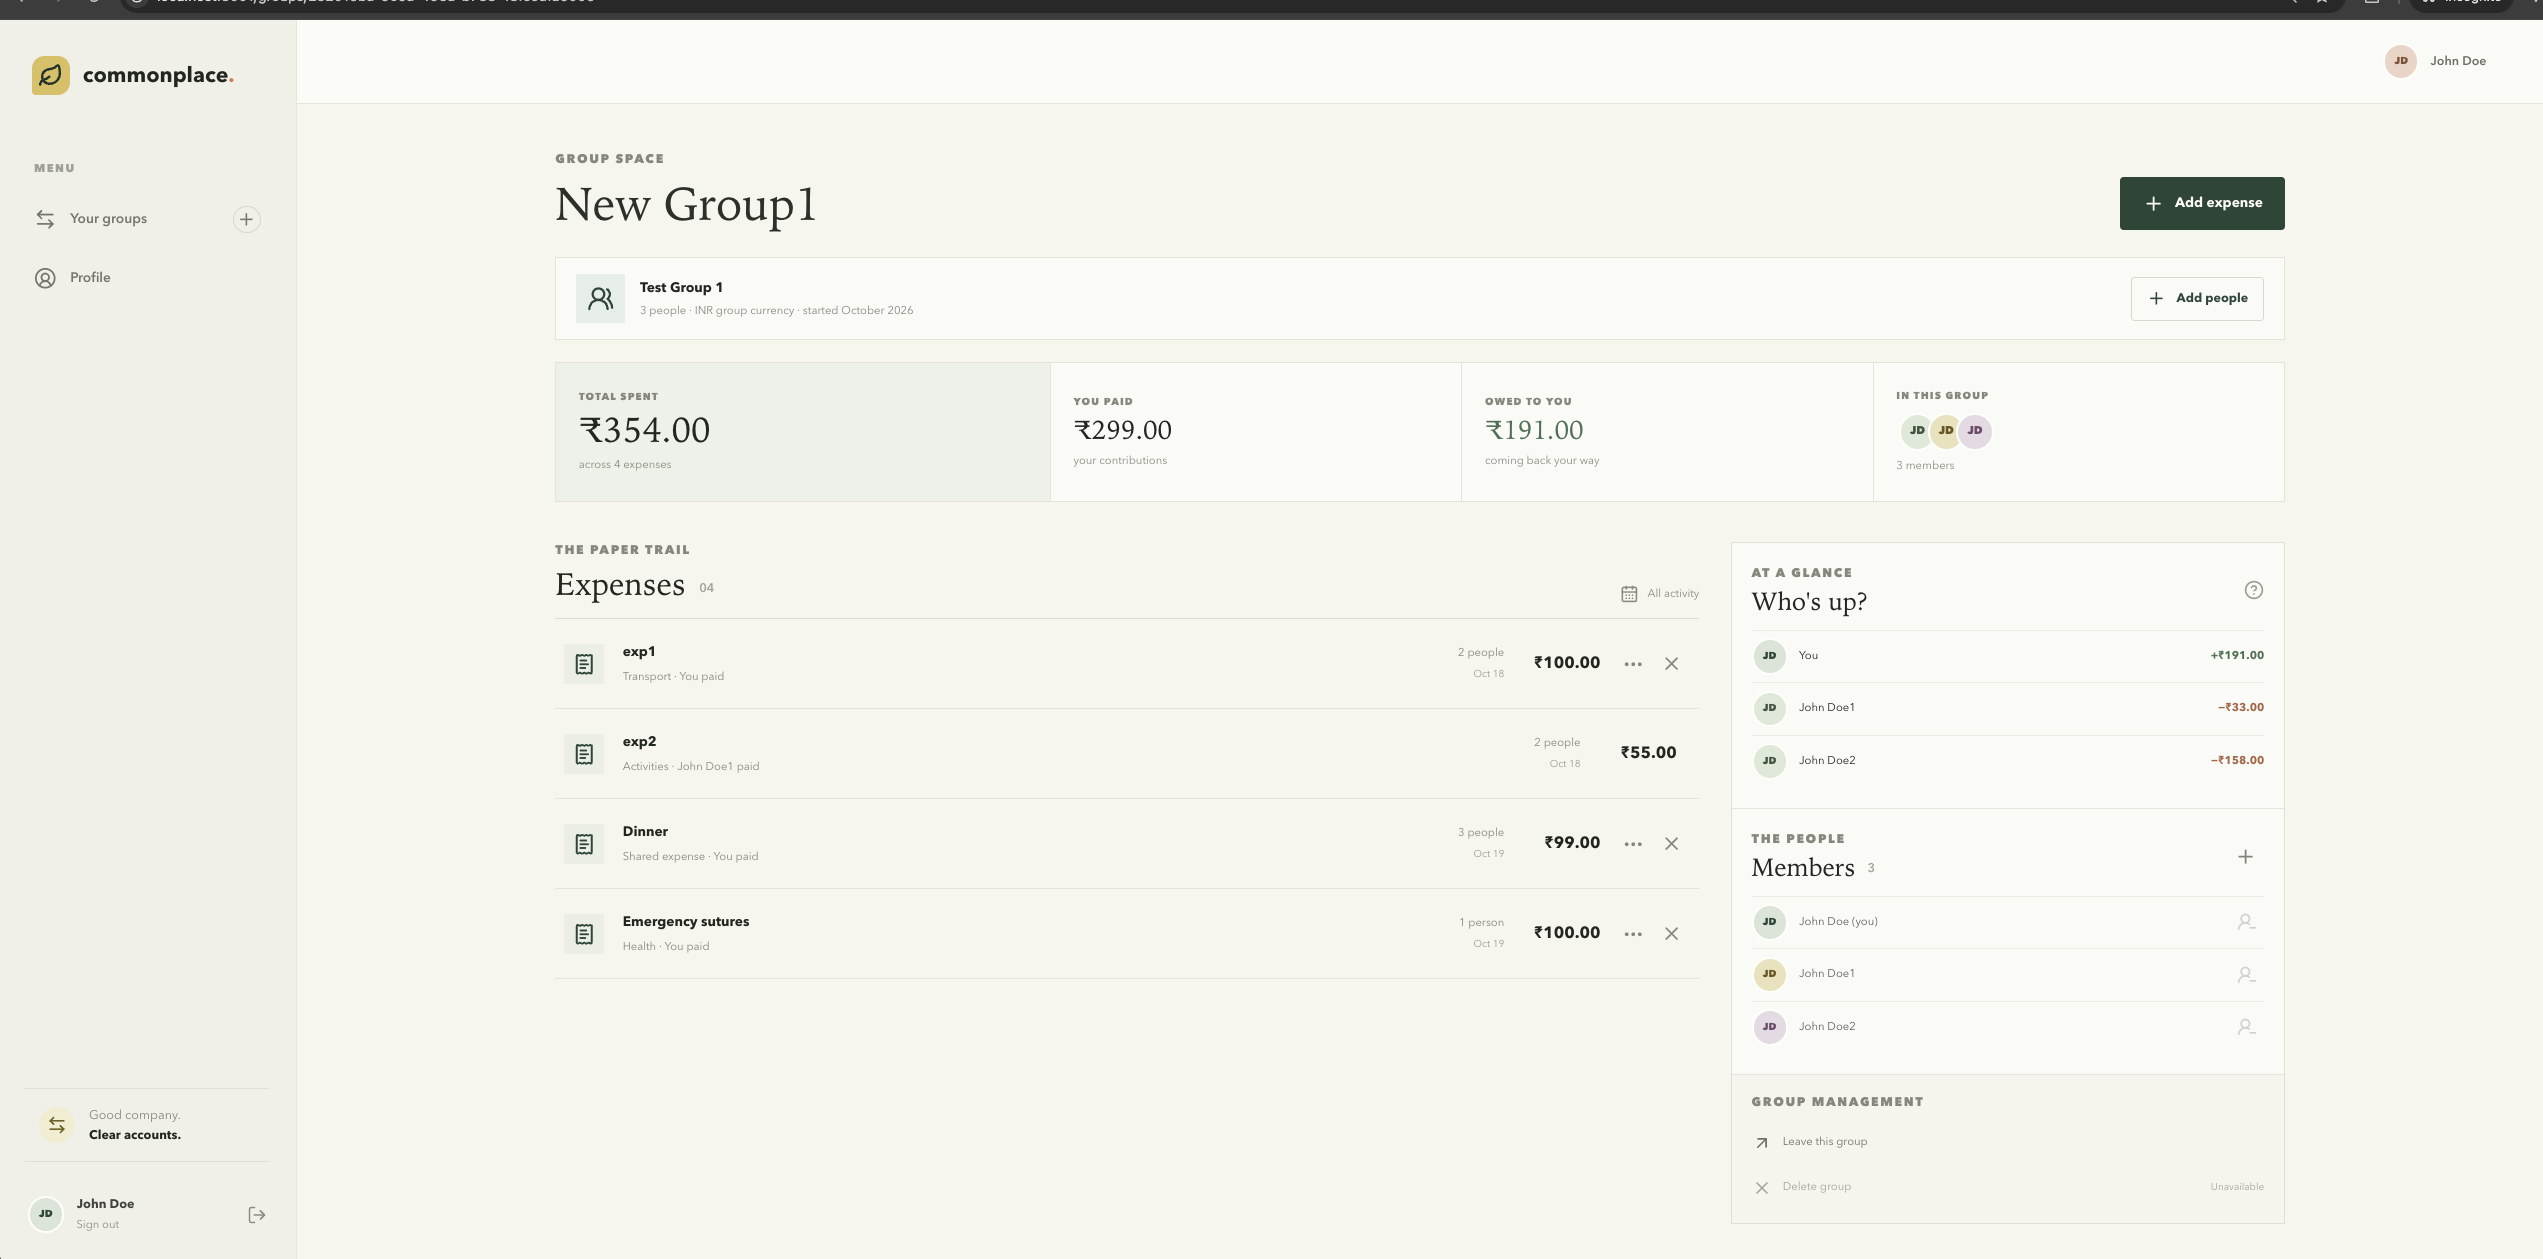 commonplace.
MENU
Your groups
Profile
Good company.
Clear accounts.
JD
John Doe
Sign out
JD
John Doe
GROUP SPACE
New Group1
Add expense
Test Group 1
3 people · INR group currency · started October 2026
Add people
TOTAL SPENT
₹354.00
across 4 expenses
YOU PAID
₹299.00
your contributions
OWED TO YOU
₹191.00
coming back your way
IN THIS GROUP
JD JD JD
3 members
THE PAPER TRAIL
Expenses 04
All activity
exp1
Transport · You paid
2 people
Oct 18
₹100.00
exp2
Activities · John Doe1 paid
2 people
Oct 18
₹55.00
Dinner
Shared expense · You paid
3 people
Oct 19
₹99.00
Emergency sutures
Health · You paid
1 person
Oct 19
₹100.00
AT A GLANCE
Who's up?
JD You +₹191.00
JD John Doe1 −₹33.00
JD John Doe2 −₹158.00
THE PEOPLE
Members 3
JD John Doe (you)
JD John Doe1
JD John Doe2
GROUP MANAGEMENT
Leave this group
Delete group Unavailable